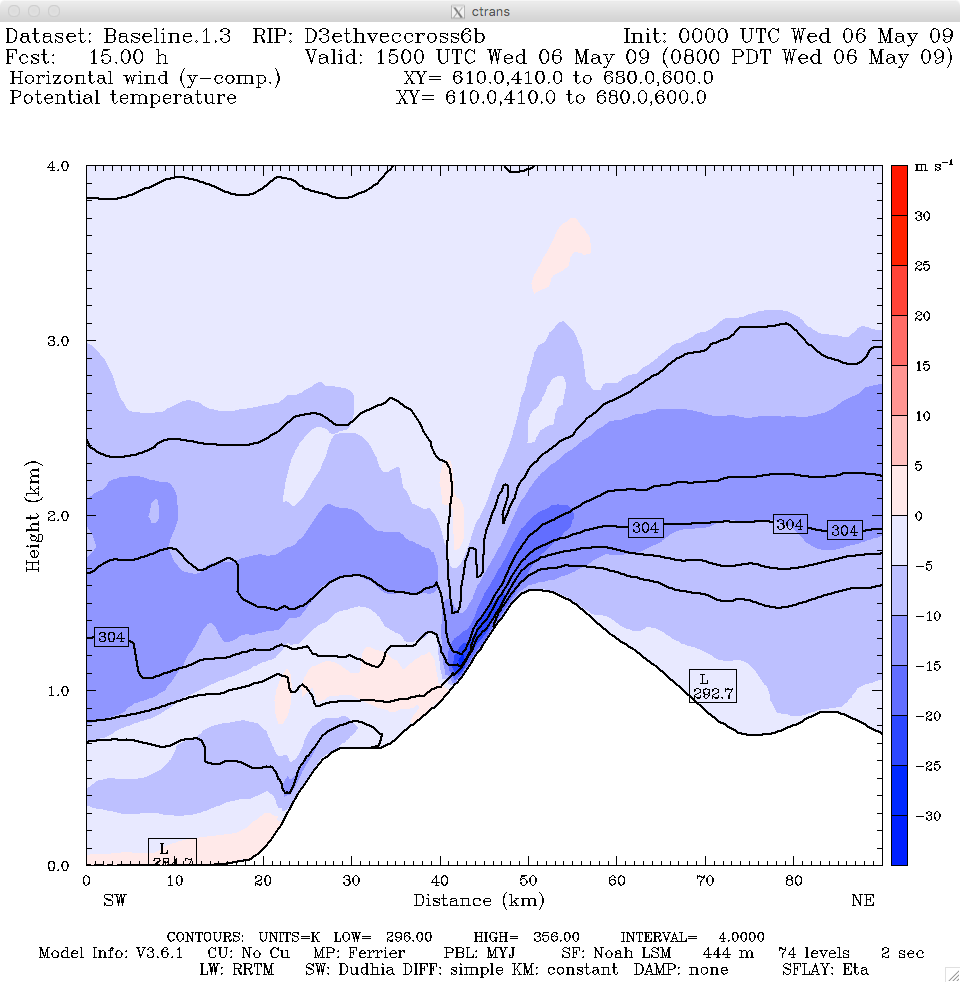 ctrans
Dataset: Baseline.1.3 RIP: D3ethveccross6b Init: 0000 UTC Wed 06 May 09
Fcst: 15.00 h Valid: 1500 UTC Wed 06 May 09 (0800 PDT Wed 06 May 09)
Horizontal wind (y-comp.) XY= 610.0,410.0 to 680.0,600.0
Potential temperature XY= 610.0,410.0 to 680.0,600.0
m s⁻¹
4.0
30
25
20
3.0
15
10
5
2.0
0
304 304 304
-5
304
-10
-15
L
292.7
1.0
-20
-25
-30
L
0.0
Height (km)
0 10 20 30 40 50 60 70 80
SW Distance (km) NE
CONTOURS: UNITS=K LOW= 296.00 HIGH= 356.00 INTERVAL= 4.0000
Model Info: V3.6.1 CU: No Cu MP: Ferrier PBL: MYJ SF: Noah LSM 444 m 74 levels 2 sec
LW: RRTM SW: Dudhia DIFF: simple KM: constant DAMP: none SFLAY: Eta